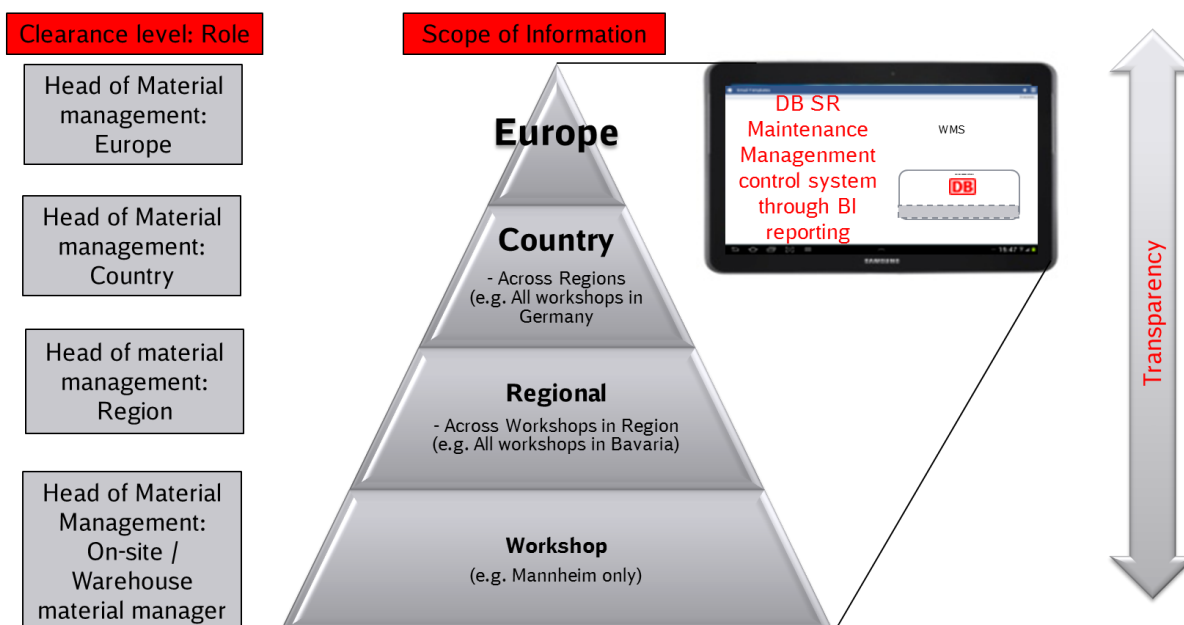 Clearance level: Role
Scope of Information
Head of Material
management:
Europe
Head of Material
management:
Country
Head of material
management:
Region
Head of Material
Management:
On-site /
Warehouse
material manager
Europe
Country
- Across Regions
(e.g. All workshops in
Germany
Regional
- Across Workshops in Region
(e.g. All workshops in Bavaria)
Workshop
(e.g. Mannheim only)
DB SR
Maintenance
Managenment
control system
through BI
reporting
WMS
DB
15:47
SAMSUNG
Transparency